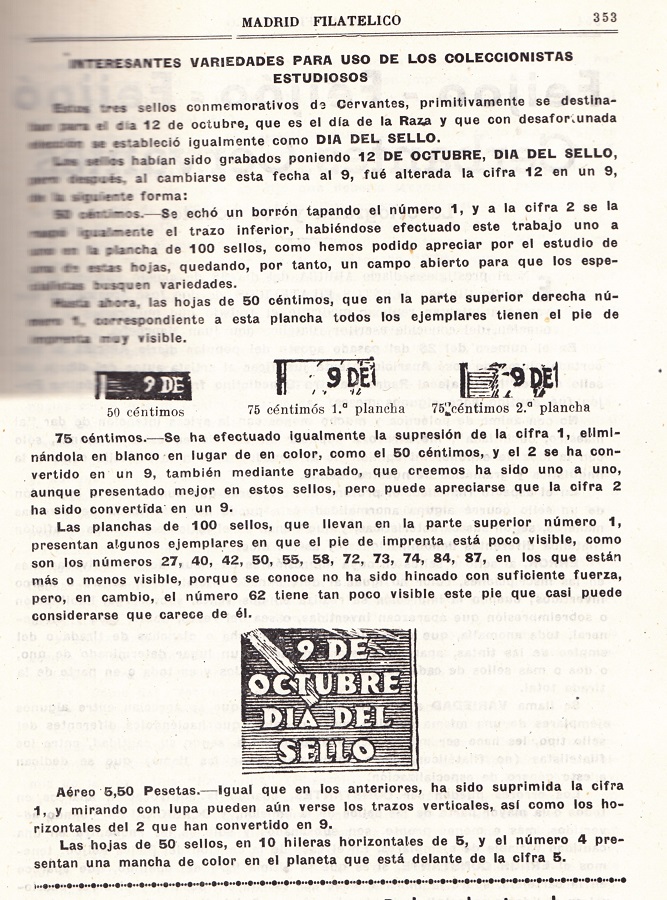 MADRID FILATELICO
353
INTERESANTES VARIEDADES PARA USO DE LOS COLECCIONISTAS
ESTUDIOSOS
Estos tres sellos conmemorativos de Cervantes, primitivamente se destina-
ban para el día 12 de octubre, que es el día de la Raza y que con desafortunada
se estableció igualmente como DIA DEL SELLO.
Los sellos habían sido grabados poniendo 12 DE OCTUBRE, DIA DEL SELLO,
pero después, al cambiarse esta fecha al 9, fué alterada la cifra 12 en un 9,
de la siguiente forma:
50 céntimos.—Se echó un borrón tapando el número 1, y a la cifra 2 se la
igualmente el trazo inferior, habiéndose efectuado este trabajo uno a
uno en la plancha de 100 sellos, como hemos podido apreciar por el estudio de
una de estas hojas, quedando, por tanto, un campo abierto para que los espe-
cialistas busquen variedades.
Hasta ahora, las hojas de 50 céntimos, que en la parte superior derecha nú-
mero 1, correspondiente a esta plancha todos los ejemplares tienen el pie de
imprenta muy visible.
9 DE
9 DE
9 DE
50 céntimos
75 céntimos 1.ª plancha
75 céntimos 2.ª plancha
75 céntimos.—Se ha efectuado igualmente la supresión de la cifra 1, elimi-
nándola en blanco en lugar de en color, como el 50 céntimos, y el 2 se ha con-
vertido en un 9, también mediante grabado, que creemos ha sido uno a uno,
aunque presentado mejor en estos sellos, pero puede apreciarse que la cifra 2
ha sido convertida en un 9.
Las planchas de 100 sellos, que llevan en la parte superior número 1,
presentan algunos ejemplares en que el pie de imprenta está poco visible, como
son los números 27, 40, 42, 50, 55, 58, 72, 73, 74, 84, 87, en los que están
más o menos visible, porque se conoce no ha sido hincado con suficiente fuerza,
pero, en cambio, el número 62 tiene tan poco visible este pie que casi puede
considerarse que carece de él.
9 DE
OCTUBRE
DIA DEL
SELLO
Aéreo 5,50 Pesetas.—Igual que en los anteriores, ha sido suprimida la cifra
1, y mirando con lupa pueden aún verse los trazos verticales, así como los ho-
rizontales del 2 que han convertido en 9.
Las hojas de 50 sellos, en 10 hileras horizontales de 5, y el número 4 pre-
sentan una mancha de color en el planeta que está delante de la cifra 5.